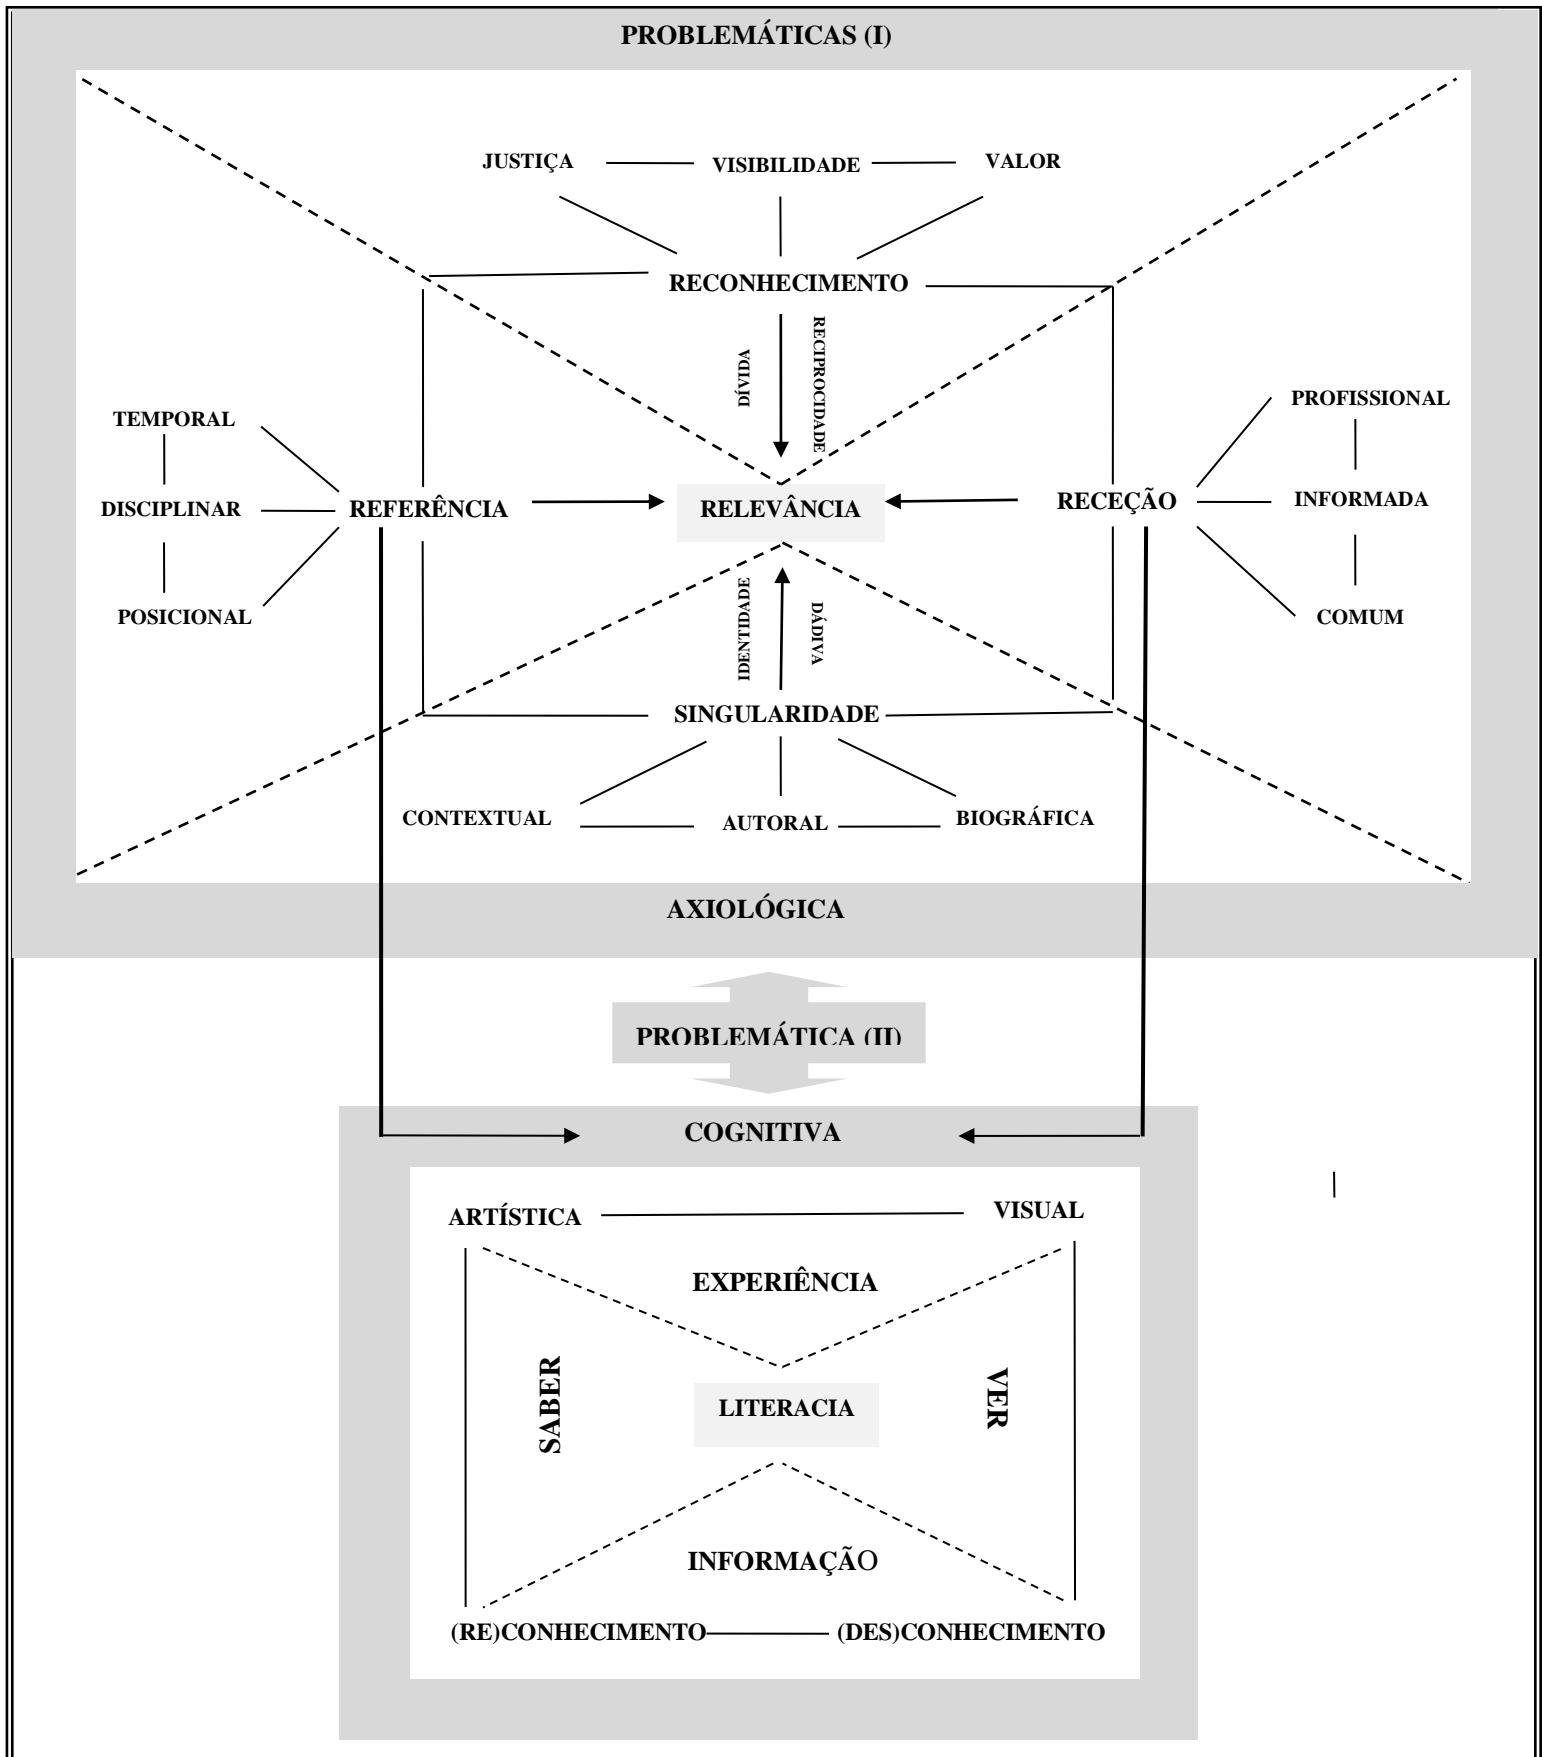 PROBLEMÁTICAS (I)
JUSTIÇA
VISIBILIDADE
VALOR
RECONHECIMENTO
DÍVIDA
RECIPROCIDADE
TEMPORAL
DISCIPLINAR
POSICIONAL
REFERÊNCIA
RELEVÂNCIA
RECEÇÃO
PROFISSIONAL
INFORMADA
COMUM
IDENTIDADE
DÁDIVA
SINGULARIDADE
CONTEXTUAL
AUTORAL
BIOGRÁFICA
AXIOLÓGICA
PROBLEMÁTICA (II)
COGNITIVA
ARTÍSTICA
VISUAL
EXPERIÊNCIA
SABER
VER
LITERACIA
INFORMAÇÃO
(RE)CONHECIMENTO
(DES)CONHECIMENTO